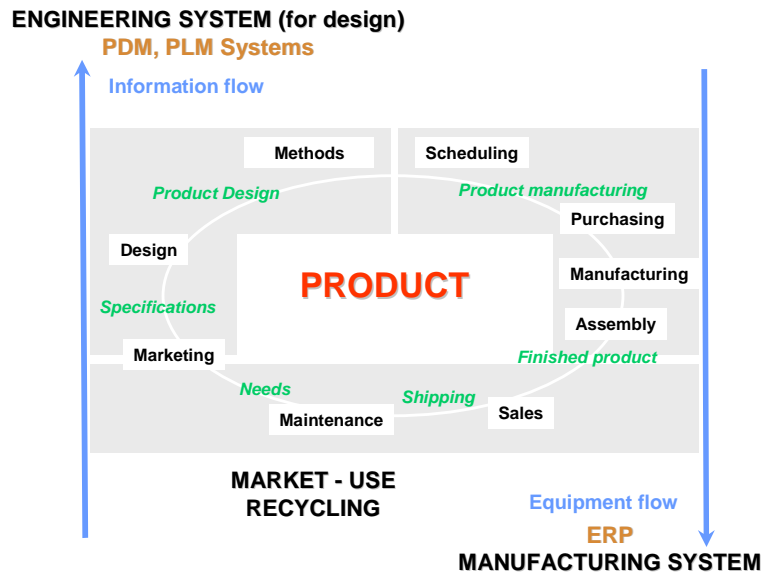 ENGINEERING SYSTEM (for design)
PDM, PLM Systems
Information flow
Methods
Scheduling
Product Design
Product manufacturing
Purchasing
Design
Manufacturing
PRODUCT
Specifications
Assembly
Marketing
Finished product
Needs
Shipping
Maintenance
Sales
MARKET - USE
RECYCLING
Equipment flow
ERP
MANUFACTURING SYSTEM